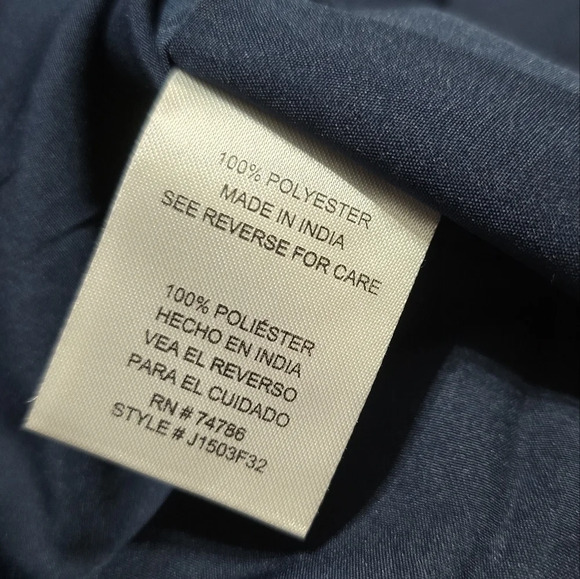 100% POLYESTER
MADE IN INDIA
SEE REVERSE FOR CARE
100% POLIÉSTER
HECHO EN INDIA
VEA EL REVERSO
PARA EL CUIDADO
RN # 74786
STYLE # J1503F32